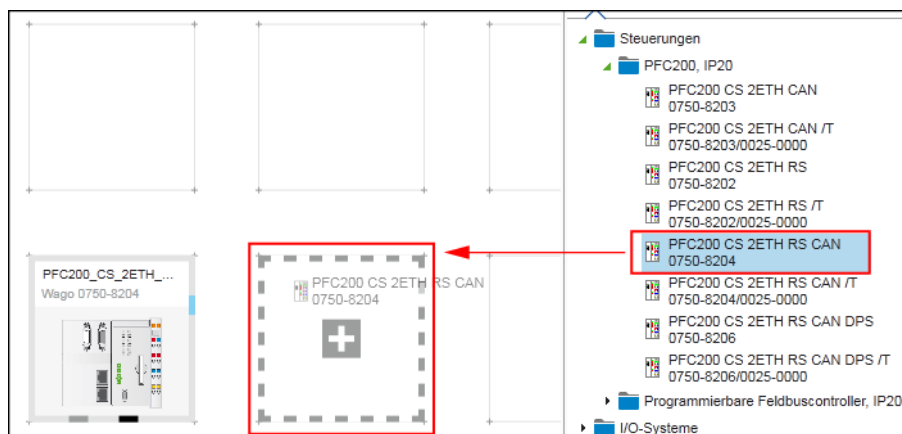 PFC200_CS_2ETH_...
Wago 0750-8204
WAGO
PFC200 CS 2ETH RS CAN
0750-8204
Steuerungen
PFC200, IP20
PFC200 CS 2ETH CAN
0750-8203
PFC200 CS 2ETH CAN /T
0750-8203/0025-0000
PFC200 CS 2ETH RS
0750-8202
PFC200 CS 2ETH RS /T
0750-8202/0025-0000
PFC200 CS 2ETH RS CAN
0750-8204
PFC200 CS 2ETH RS CAN /T
0750-8204/0025-0000
PFC200 CS 2ETH RS CAN DPS
0750-8206
PFC200 CS 2ETH RS CAN DPS /T
0750-8206/0025-0000
Programmierbare Feldbuscontroller, IP20
I/O-Systeme